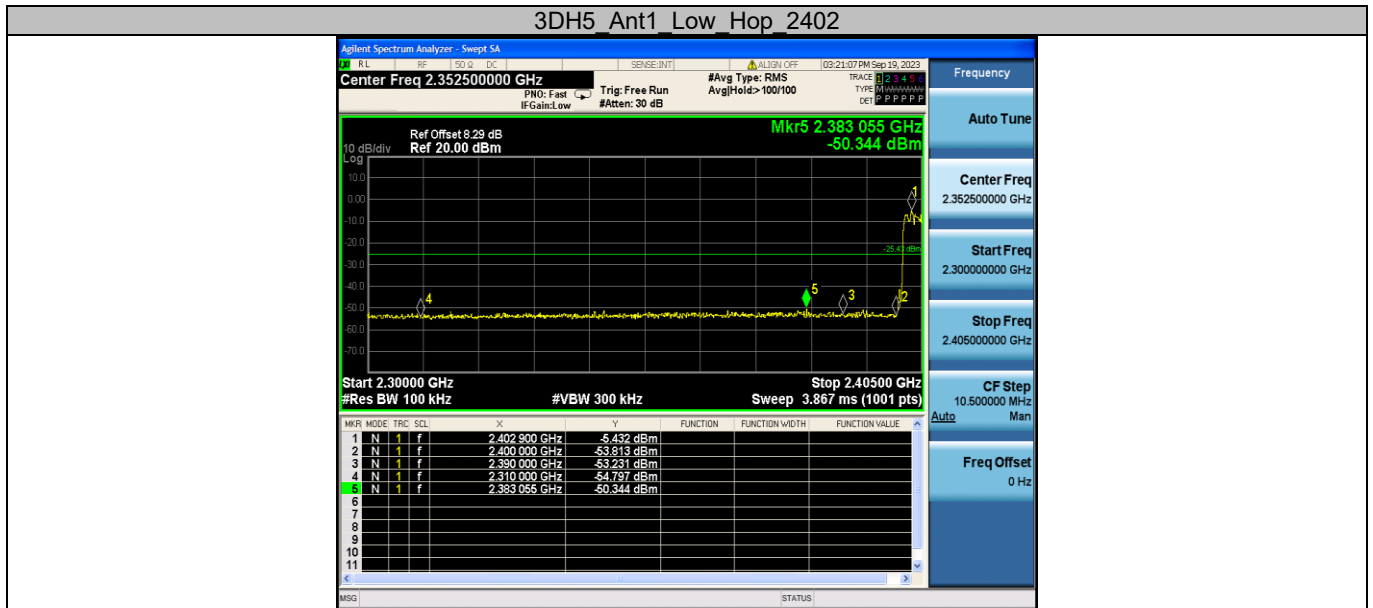 3DH5_Ant1_Low_Hop_2402
Agilent Spectrum Analyzer - Swept SA
RL RF 50 Ω DC SENSE:INT ALIGN OFF 03:21:07 PM Sep 19, 2023
Center Freq 2.352500000 GHz
PNO: Fast
IFGain:Low
Trig: Free Run
#Atten: 30 dB
#Avg Type: RMS
Avg|Hold:> 100/100
TRACE 1 2 3 4 5 6
TYPE M
DET P P P P P P
Mkr5 2.383 055 GHz
-50.344 dBm
Ref Offset 8.29 dB
10 dB/div Ref 20.00 dBm
Log
10.0
0.00
-10.0
-20.0
-30.0
-40.0
-50.0
-60.0
-70.0
-25.43 dBm
1
2
3
4
5
Start 2.30000 GHz Stop 2.40500 GHz
#Res BW 100 kHz #VBW 300 kHz Sweep 3.867 ms (1001 pts)
MKR MODE TRC SCL X Y FUNCTION FUNCTION WIDTH FUNCTION VALUE
1 N 1 f 2.402 900 GHz -5.432 dBm
2 N 1 f 2.400 000 GHz -53.813 dBm
3 N 1 f 2.390 000 GHz -53.231 dBm
4 N 1 f 2.310 000 GHz -54.797 dBm
5 N 1 f 2.383 055 GHz -50.344 dBm
6
7
8
9
10
11
MSG STATUS
Frequency
Auto Tune
Center Freq
2.352500000 GHz
Start Freq
2.300000000 GHz
Stop Freq
2.405000000 GHz
CF Step
10.500000 MHz
Auto Man
Freq Offset
0 Hz